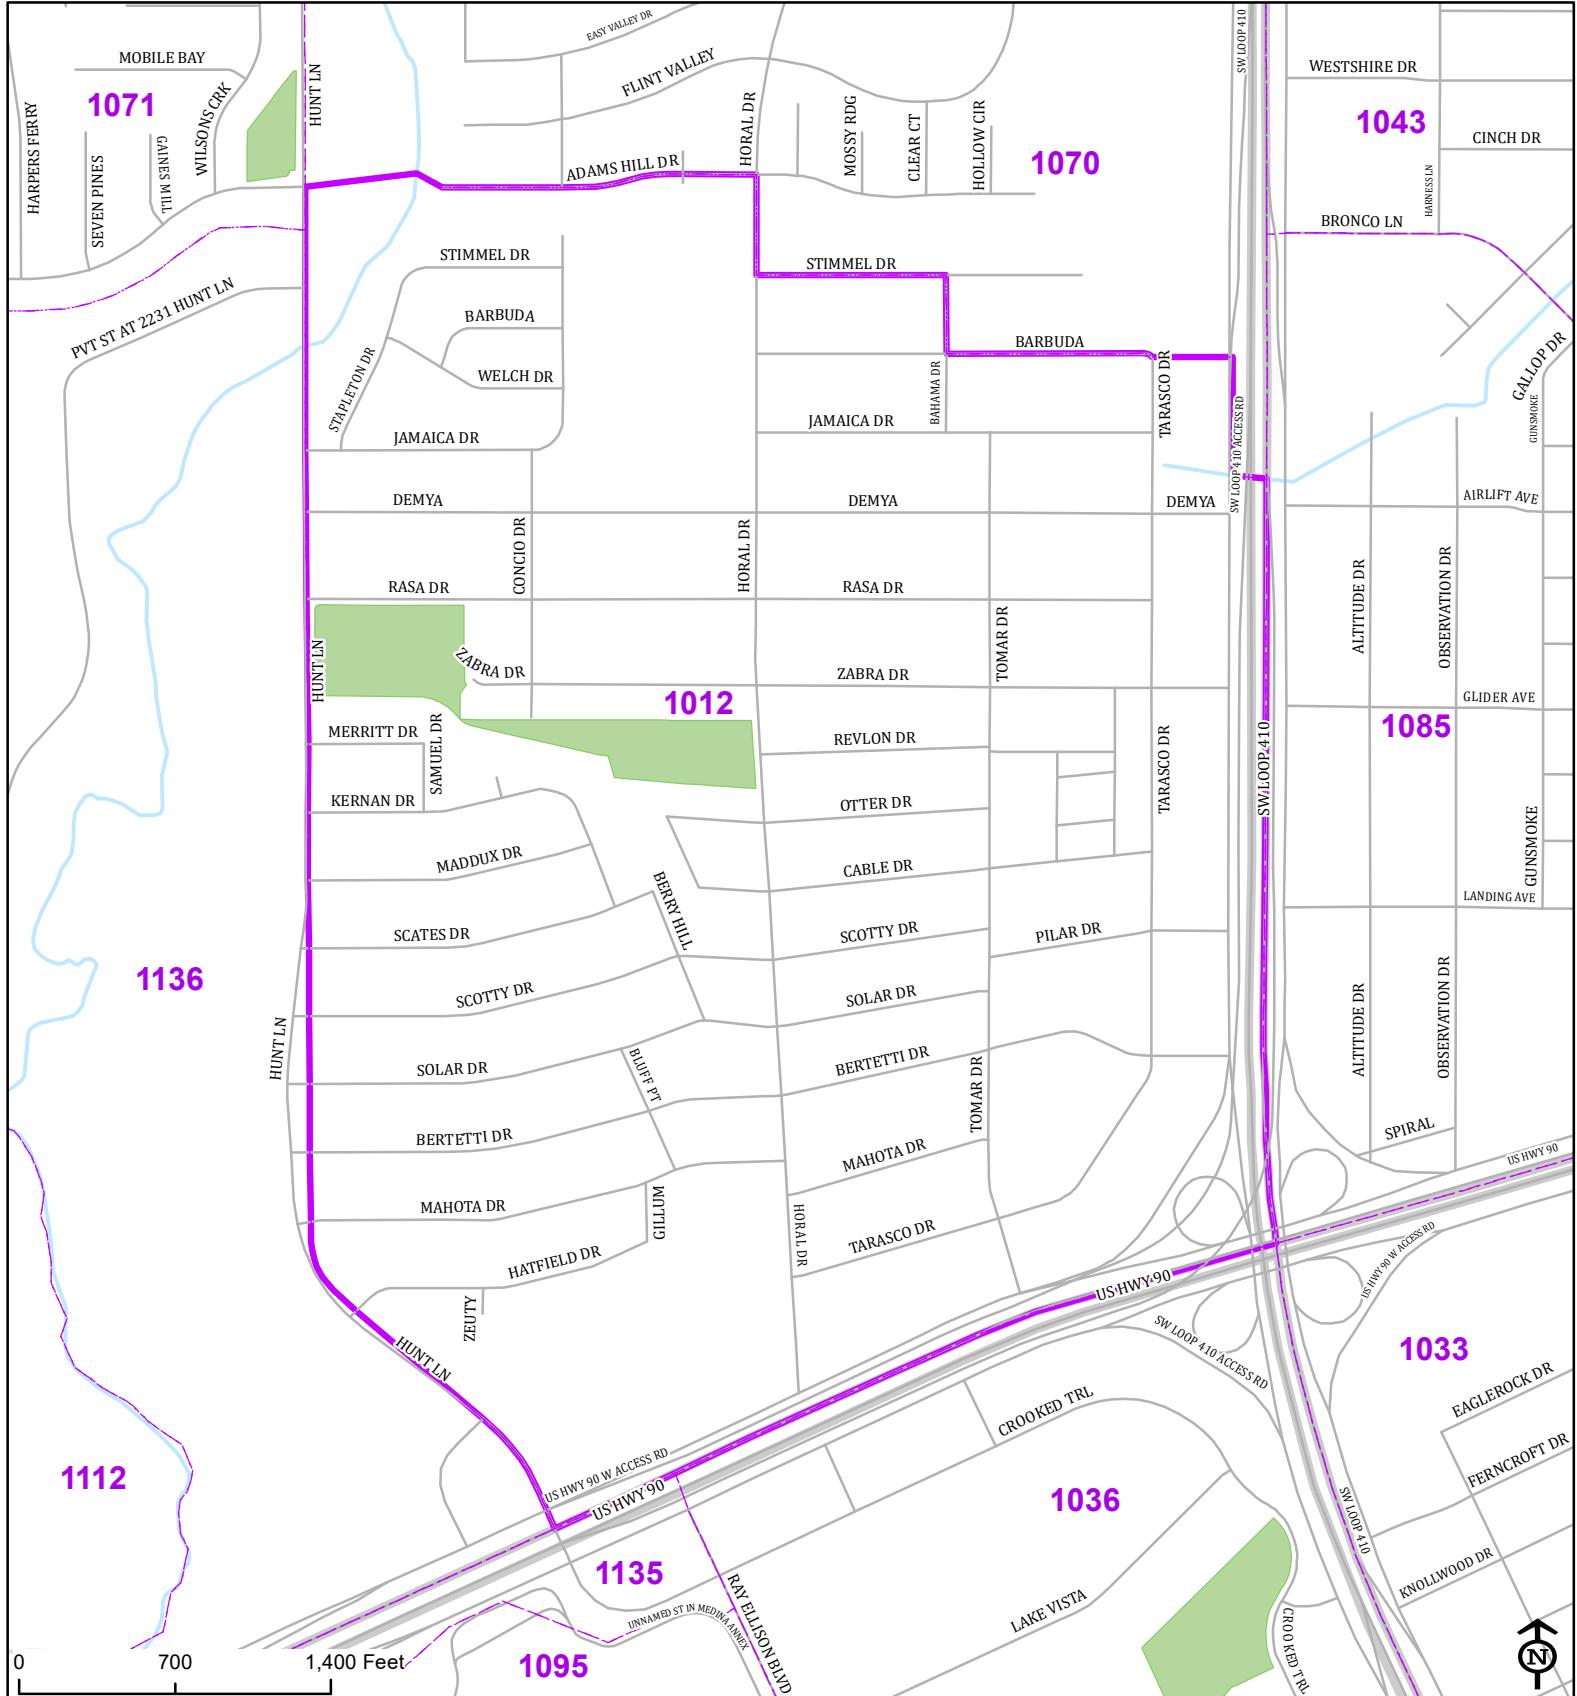 EASY VALLEY DR
MOBILE BAY
FLINT VALLEY
SW LOOP 410
WESTSHIRE DR
1071
HUNT LN
1043
HARPERS FERRY
WILSONS CRK
HORAL DR
MOSSY RDG
CLEAR CT
HOLLOW CIR
CINCH DR
GAINES MILL
SEVEN PINES
ADAMS HILL DR
1070
HARNESS LN
BRONCO LN
STIMMEL DR
STIMMEL DR
PVT ST AT 2231 HUNT LN
BARBUDA
BARBUDA
STAPLETON DR
WELCH DR
BAHAMA DR
TARASCO DR
GALLOP DR
GUNSMOKE
JAMAICA DR
JAMAICA DR
SW LOOP 410 ACCESS RD
DEMYA
DEMYA
DEMYA
AIRLIFT AVE
CONCIO DR
HORAL DR
RASA DR
RASA DR
ALTITUDE DR
OBSERVATION DR
HUNT LN
ZABRA DR
ZABRA DR
TOMAR DR
GLIDER AVE
1012
1085
MERRITT DR
SAMUEL DR
REVLON DR
TARASCO DR
SW LOOP 410
KERNAN DR
OTTER DR
MADDUX DR
CABLE DR
GUNSMOKE
BERRY HILL
LANDING AVE
SCATES DR
SCOTTY DR
PILAR DR
1136
SCOTTY DR
SOLAR DR
ALTITUDE DR
OBSERVATION DR
HUNT LN
SOLAR DR
BLUFF PT
BERTETTI DR
TOMAR DR
BERTETTI DR
SPIRAL
MAHOTA DR
US HWY 90
MAHOTA DR
GILLUM
HORAL DR
TARASCO DR
HATFIELD DR
US HWY 90 W ACCESS RD
US HWY 90
ZEUTY
HUNT LN
SW LOOP 410 ACCESS RD
1033
EAGLEROCK DR
CROOKED TRL
FERNCROFT DR
1112
US HWY 90 W ACCESS RD
US HWY 90
1036
SW LOOP 410
1135
KNOLLWOOD DR
RAY ELLISON BLVD
UNNAMED ST IN MEDINA ANNEX
LAKE VISTA
CROOKED TRL
1095
0 700 1,400 Feet
N